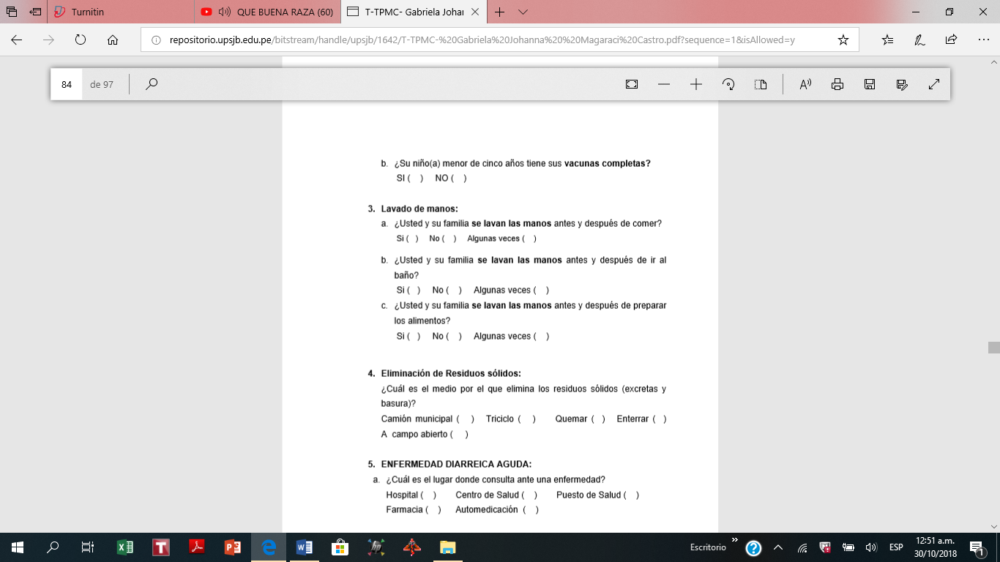 Turnitin
QUE BUENA RAZA (60)
T-TPMC- Gabriela Johan
repositorio.upsjb.edu.pe/bitstream/handle/upsjb/1642/T-TPMC-%20Gabriela%20Johanna%20%20Magaraci%20Castro.pdf?sequence=1&isAllowed=y
84 de 97
b. ¿Su niño(a) menor de cinco años tiene sus vacunas completas?
SI ( ) NO ( )
3. Lavado de manos:
a. ¿Usted y su familia se lavan las manos antes y después de comer?
Si ( ) No ( ) Algunas veces ( )
b. ¿Usted y su familia se lavan las manos antes y después de ir al
baño?
Si ( ) No ( ) Algunas veces ( )
c. ¿Usted y su familia se lavan las manos antes y después de preparar
los alimentos?
Si ( ) No ( ) Algunas veces ( )
4. Eliminación de Residuos sólidos:
¿Cuál es el medio por el que elimina los residuos sólidos (excretas y
basura)?
Camión municipal ( ) Triciclo ( ) Quemar ( ) Enterrar ( )
A campo abierto ( )
5. ENFERMEDAD DIARREICA AGUDA:
a. ¿Cuál es el lugar donde consulta ante una enfermedad?
Hospital ( ) Centro de Salud ( ) Puesto de Salud ( )
Farmacia ( ) Automedicación ( )
Escritorio
ESP
12:51 a.m.
30/10/2018
1